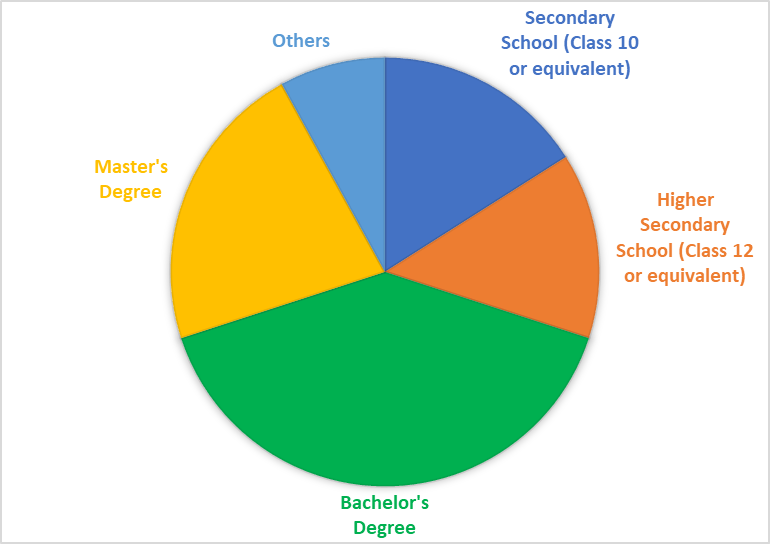 Others
Secondary
School (Class 10
or equivalent)
Master's
Degree
Higher
Secondary
School (Class 12
or equivalent)
Bachelor's
Degree